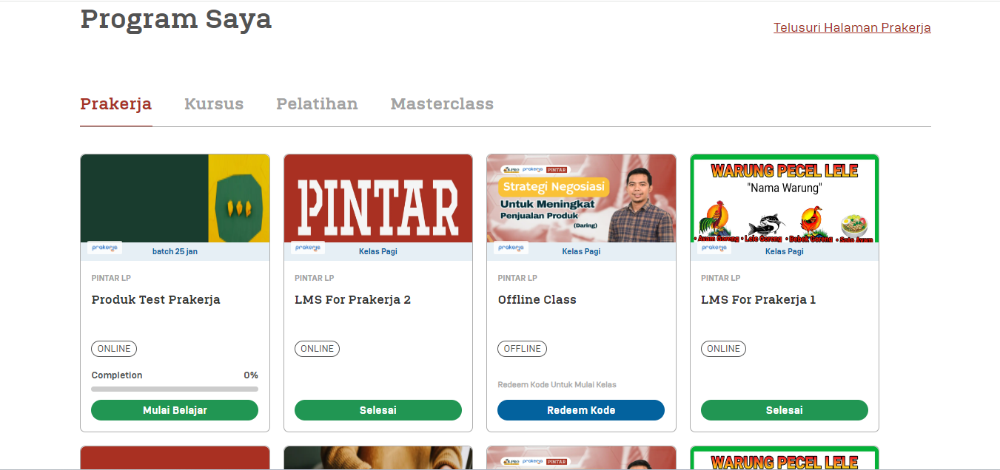 Program Saya
Telusuri Halaman Prakerja
Prakerja
Kursus
Pelatihan
Masterclass
prakerja
batch 25 jan
PINTAR LP
Produk Test Prakerja
ONLINE
Completion
0%
Mulai Belajar
PINTAR
prakerja
Kelas Pagi
PINTAR LP
LMS For Prakerja 2
ONLINE
Selesai
prakerja PINTAR
Strategi Negosiasi
Untuk Meningkat
Penjualan Produk
(Daring)
prakerja
Kelas Pagi
PINTAR LP
Offline Class
OFFLINE
Redeem Kode Untuk Mulai Kelas
Redeem Kode
WARUNG PECEL LELE
"Nama Warung"
• Ayam Goreng • Lele Goreng • Bebek Goreng • Soto Ayam
prakerja
Kelas Pagi
PINTAR LP
LMS For Prakerja 1
ONLINE
Selesai
prakerja PINTAR
WARUNG PECEL LELE